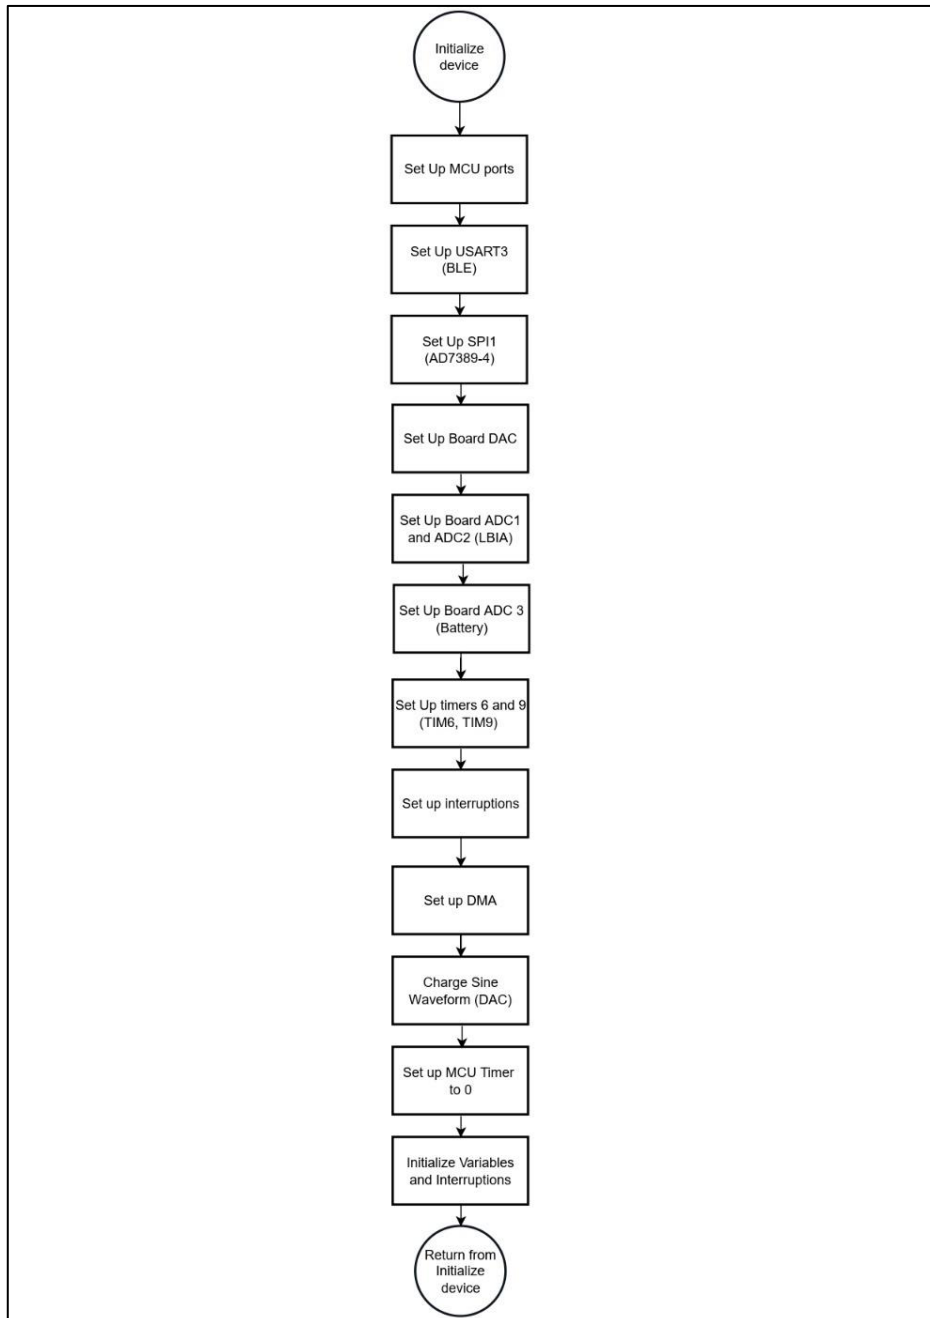 Initialize
device
Set Up MCU ports
Set Up USART3
(BLE)
Set Up SPI1
(AD7389-4)
Set Up Board DAC
Set Up Board ADC1
and ADC2 (LBIA)
Set Up Board ADC 3
(Battery)
Set Up timers 6 and 9
(TIM6, TIM9)
Set up interruptions
Set up DMA
Charge Sine
Waveform (DAC)
Set up MCU Timer
to 0
Initialize Variables
and Interruptions
Return from
Initialize
device